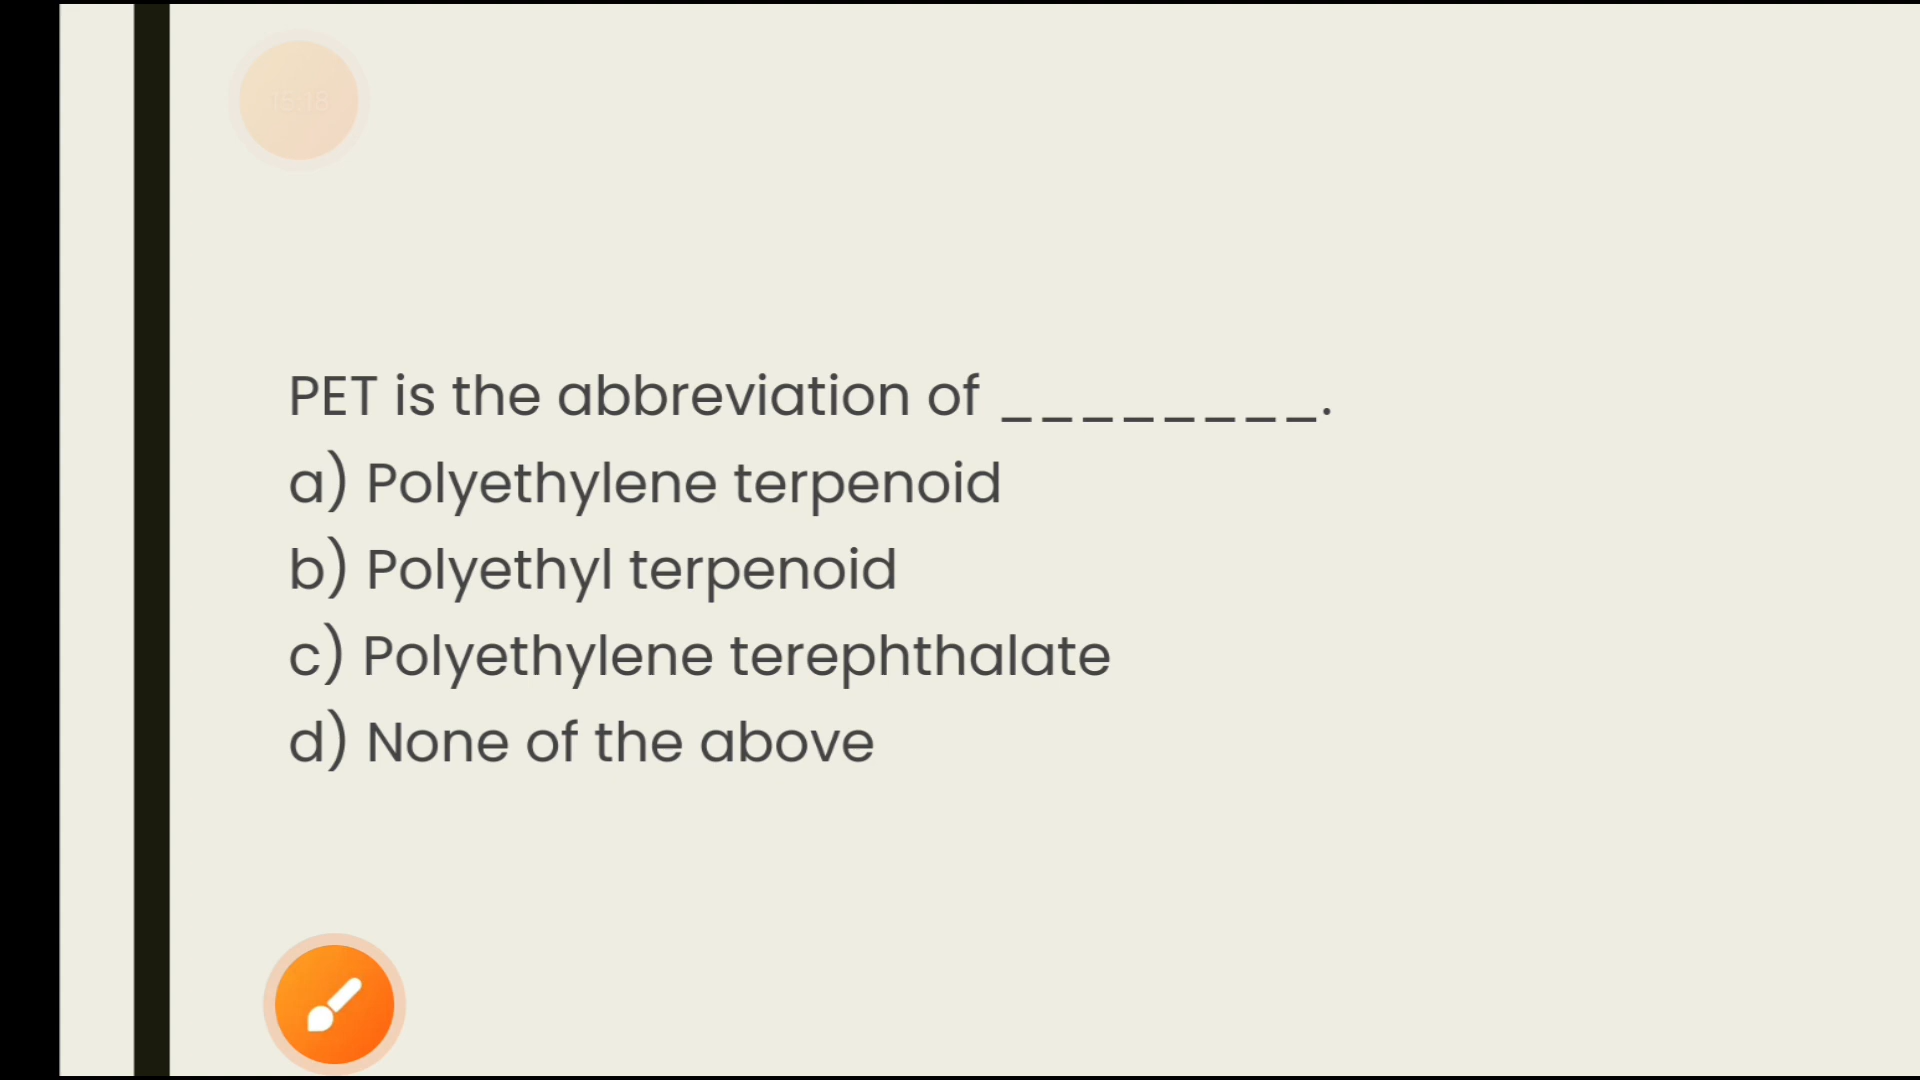 PET is the abbreviation of ________.
a) Polyethylene terpenoid
b) Polyethyl terpenoid
c) Polyethylene terephthalate
d) None of the above